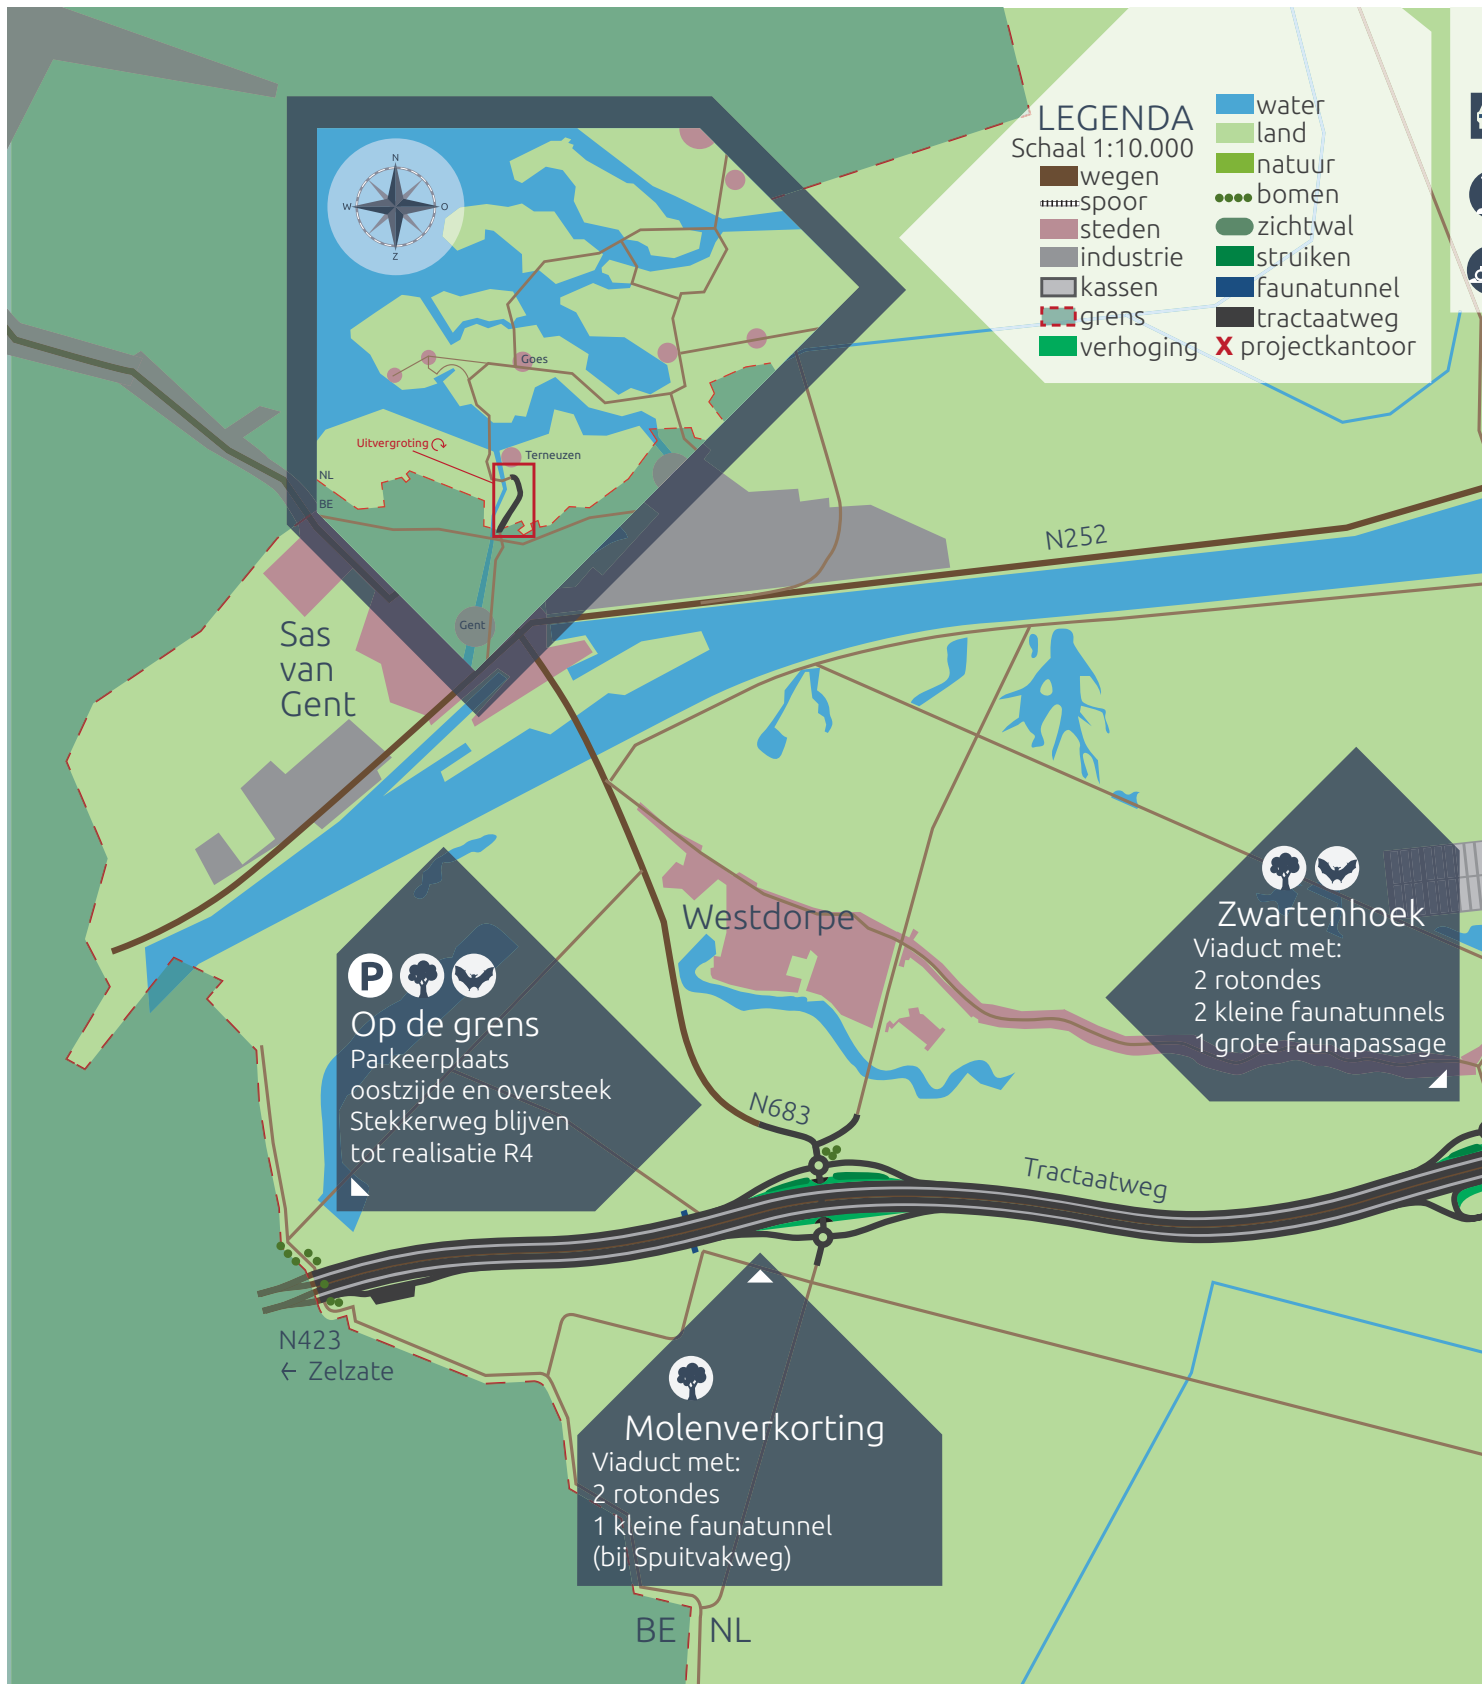 LEGENDA
Schaal 1:10.000
wegen
spoor
steden
industrie
kassen
grens
verhoging
water
land
natuur
bomen
zichtwal
struiken
faunatunnel
tractaatweg
X projectkantoor
N
W
O
Z
Goes
Uitvergroting
Terneuzen
NL
BE
Gent
N252
Sas
van
Gent
Westdorpe
Zwartenhoek
Viaduct met:
2 rotondes
2 kleine faunatunnels
1 grote faunapassage
P
Op de grens
Parkeerplaats
oostzijde en oversteek
Stekkerweg blijven
tot realisatie R4
N683
Tractaatweg
N423
← Zelzate
Molenverkorting
Viaduct met:
2 rotondes
1 kleine faunatunnel
(bij Spuitvakweg)
BE NL